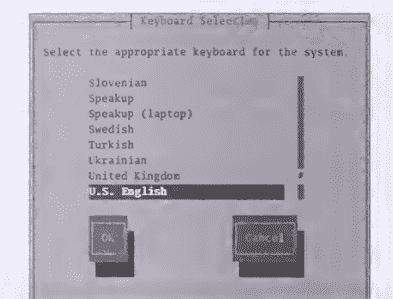 Keyboard Selection
Select the appropriate keyboard for the system.
Slovenian
Speakup
Speakup (laptop)
Swedish
Turkish
Ukrainian
United Kingdom
U.S. English
Ok
Cancel